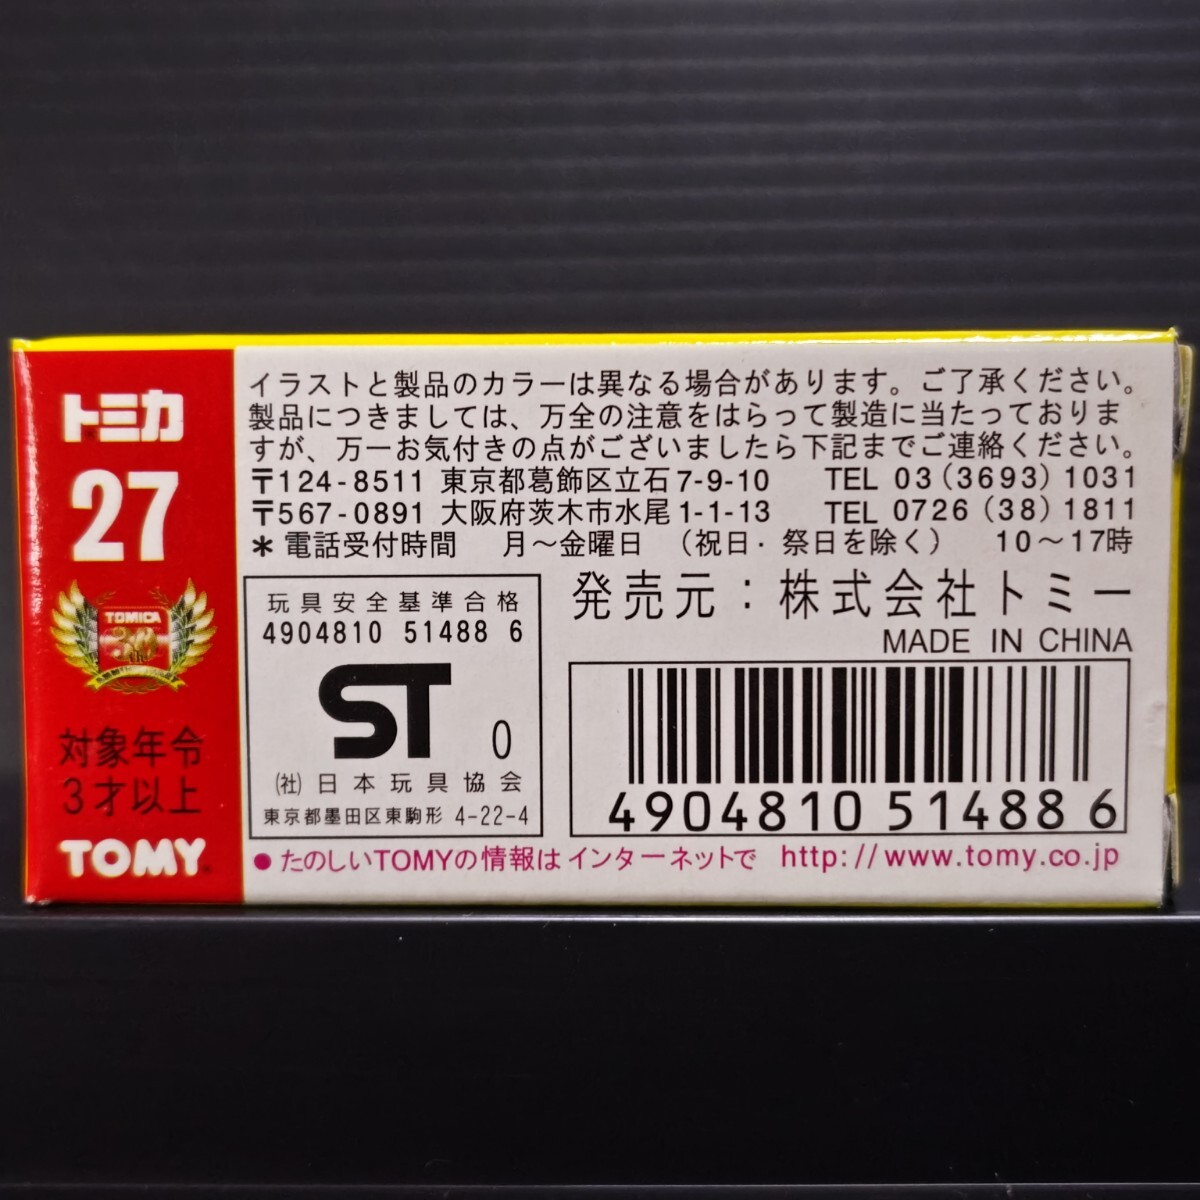 トミカ
27
TOMICA
30
対象年令
3才以上
TOMY
イラストと製品のカラーは異なる場合があります。ご了承ください。
製品につきましては、万全の注意をはらって製造に当たっておりま
すが、万一お気付きの点がございましたら下記までご連絡ください。
〒124-8511 東京都葛飾区立石7-9-10 TEL 03(3693)1031
〒567-0891 大阪府茨木市水尾1-1-13 TEL 0726(38)1811
＊電話受付時間 月～金曜日 (祝日・祭日を除く) 10～17時
玩具安全基準合格
4904810 51488 6
ST 0
(社)日本玩具協会
東京都墨田区東駒形 4-22-4
発売元：株式会社トミー
MADE IN CHINA
4904810 514886
●たのしいTOMYの情報はインターネットで http://www.tomy.co.jp